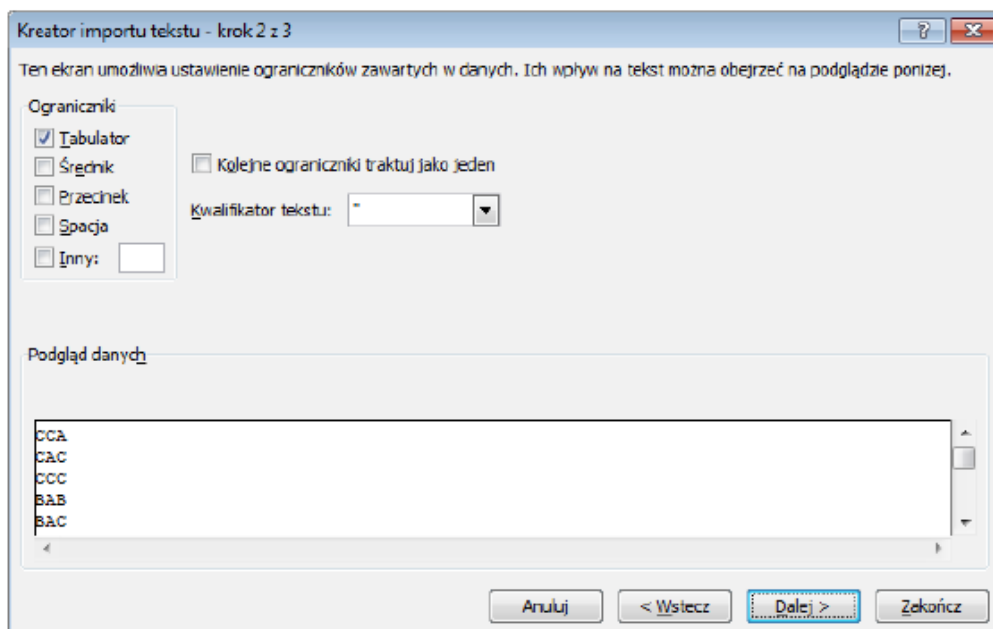 Kreator importu tekstu - krok 2 z 3
Ten ekran umożliwia ustawienie ograniczników zawartych w danych. Ich wpływ na tekst można obejrzeć na podglądzie poniżej.
Ograniczniki
Tabulator
Średnik
Przecinek
Spacja
Inny:
Kolejne ograniczniki traktuj jako jeden
Kwalifikator tekstu: "
Podgląd danych
CCA
CAC
CCC
BAB
BAC
Anuluj < Wstecz Dalej > Zakończ